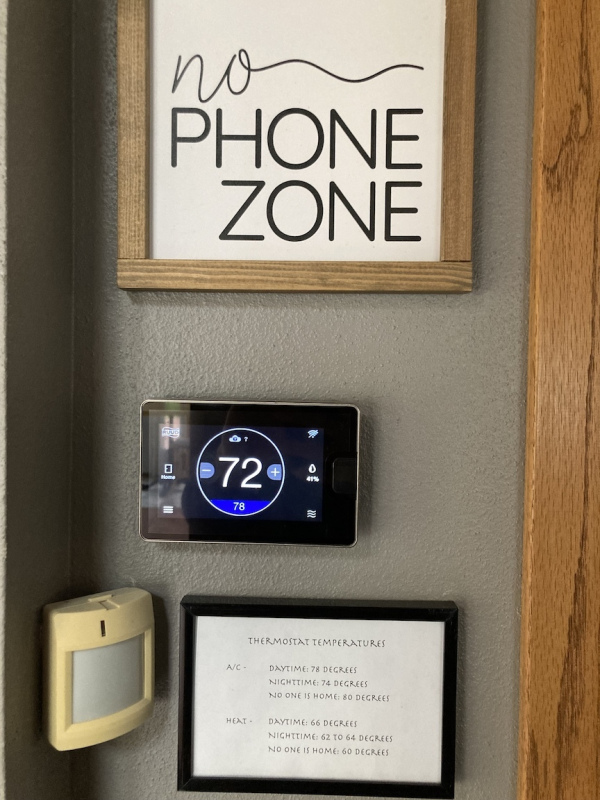 no
PHONE
ZONE
?
72
Home
41%
78
THERMOSTAT TEMPERATURES
A/C - DAYTIME: 78 DEGREES
NIGHTTIME: 74 DEGREES
NO ONE IS HOME: 80 DEGREES
HEAT - DAYTIME: 66 DEGREES
NIGHTTIME: 62 TO 64 DEGREES
NO ONE IS HOME: 60 DEGREES